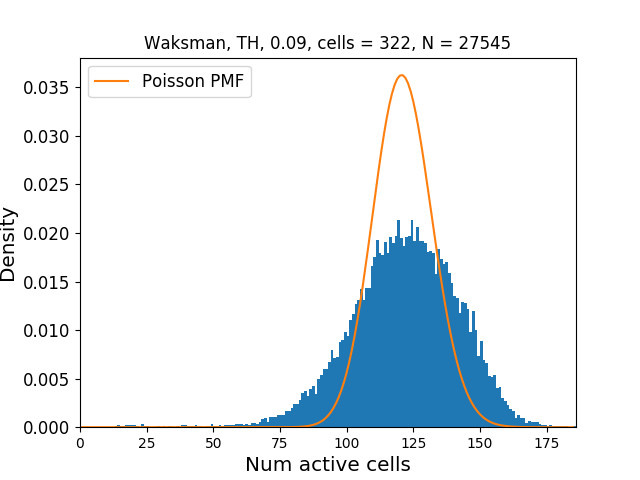 Waksman, TH, 0.09, cells = 322, N = 27545
Poisson PMF
Density
0.035
0.030
0.025
0.020
0.015
0.010
0.005
0.000
0 25 50 75 100 125 150 175
Num active cells